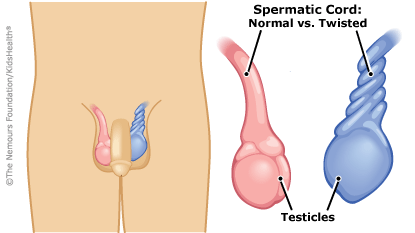 Spermatic Cord:
Normal vs. Twisted
Testicles
©The Nemours Foundation/KidsHealth®